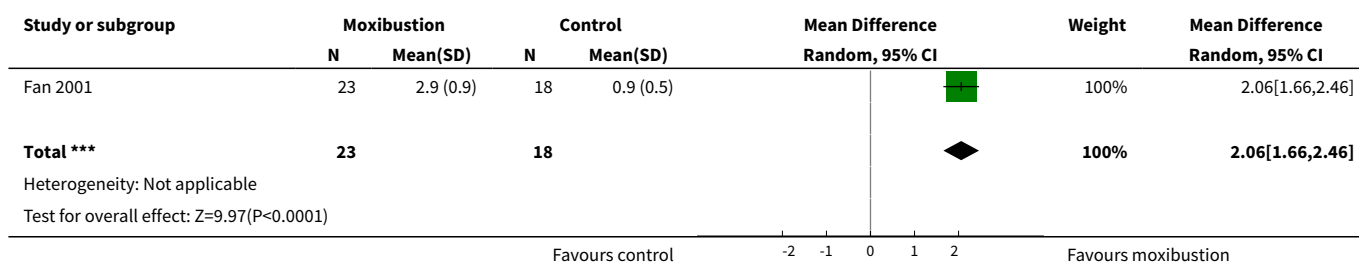 Study or subgroup Moxibustion Control Mean Difference Weight Mean Difference
N Mean(SD) N Mean(SD) Random, 95% CI Random, 95% CI
Fan 2001 23 2.9 (0.9) 18 0.9 (0.5) 100% 2.06[1.66,2.46]
Total *** 23 18 100% 2.06[1.66,2.46]
Heterogeneity: Not applicable
Test for overall effect: Z=9.97(P<0.0001)
Favours control -2 -1 0 1 2 Favours moxibustion